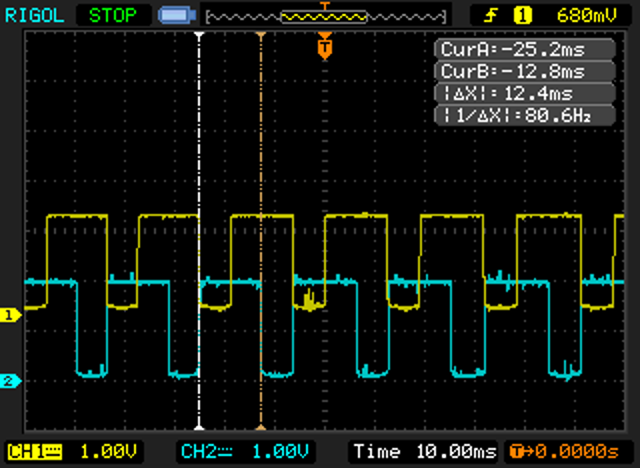 RIGOL STOP T 1 680mV
T
CurA:-25.2ms
CurB:-12.8ms
|ΔX|: 12.4ms
|1/ΔX|: 80.6Hz
1
2
CH1 1.00V CH2 1.00V Time 10.00ms T→0.0000s